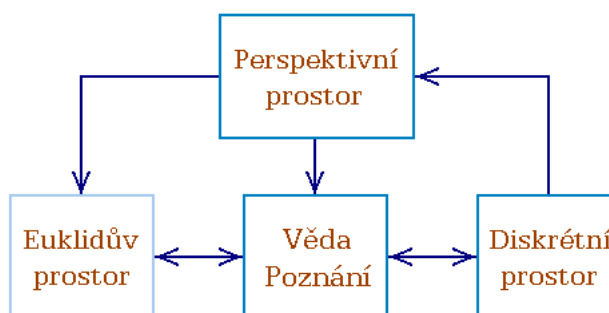 Perspektivní
prostor
Euklidův
prostor
Věda
Poznání
Diskrétní
prostor